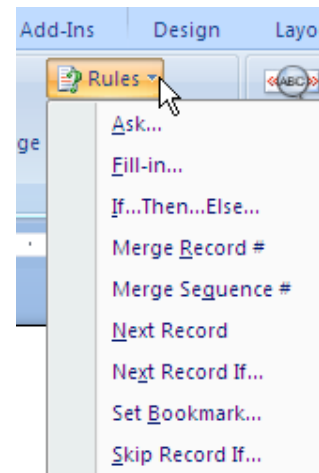 Add-Ins Design Layo
Rules
«ABC»
ge
Ask...
Fill-in...
If...Then...Else...
Merge Record #
Merge Sequence #
Next Record
Next Record If...
Set Bookmark...
Skip Record If...